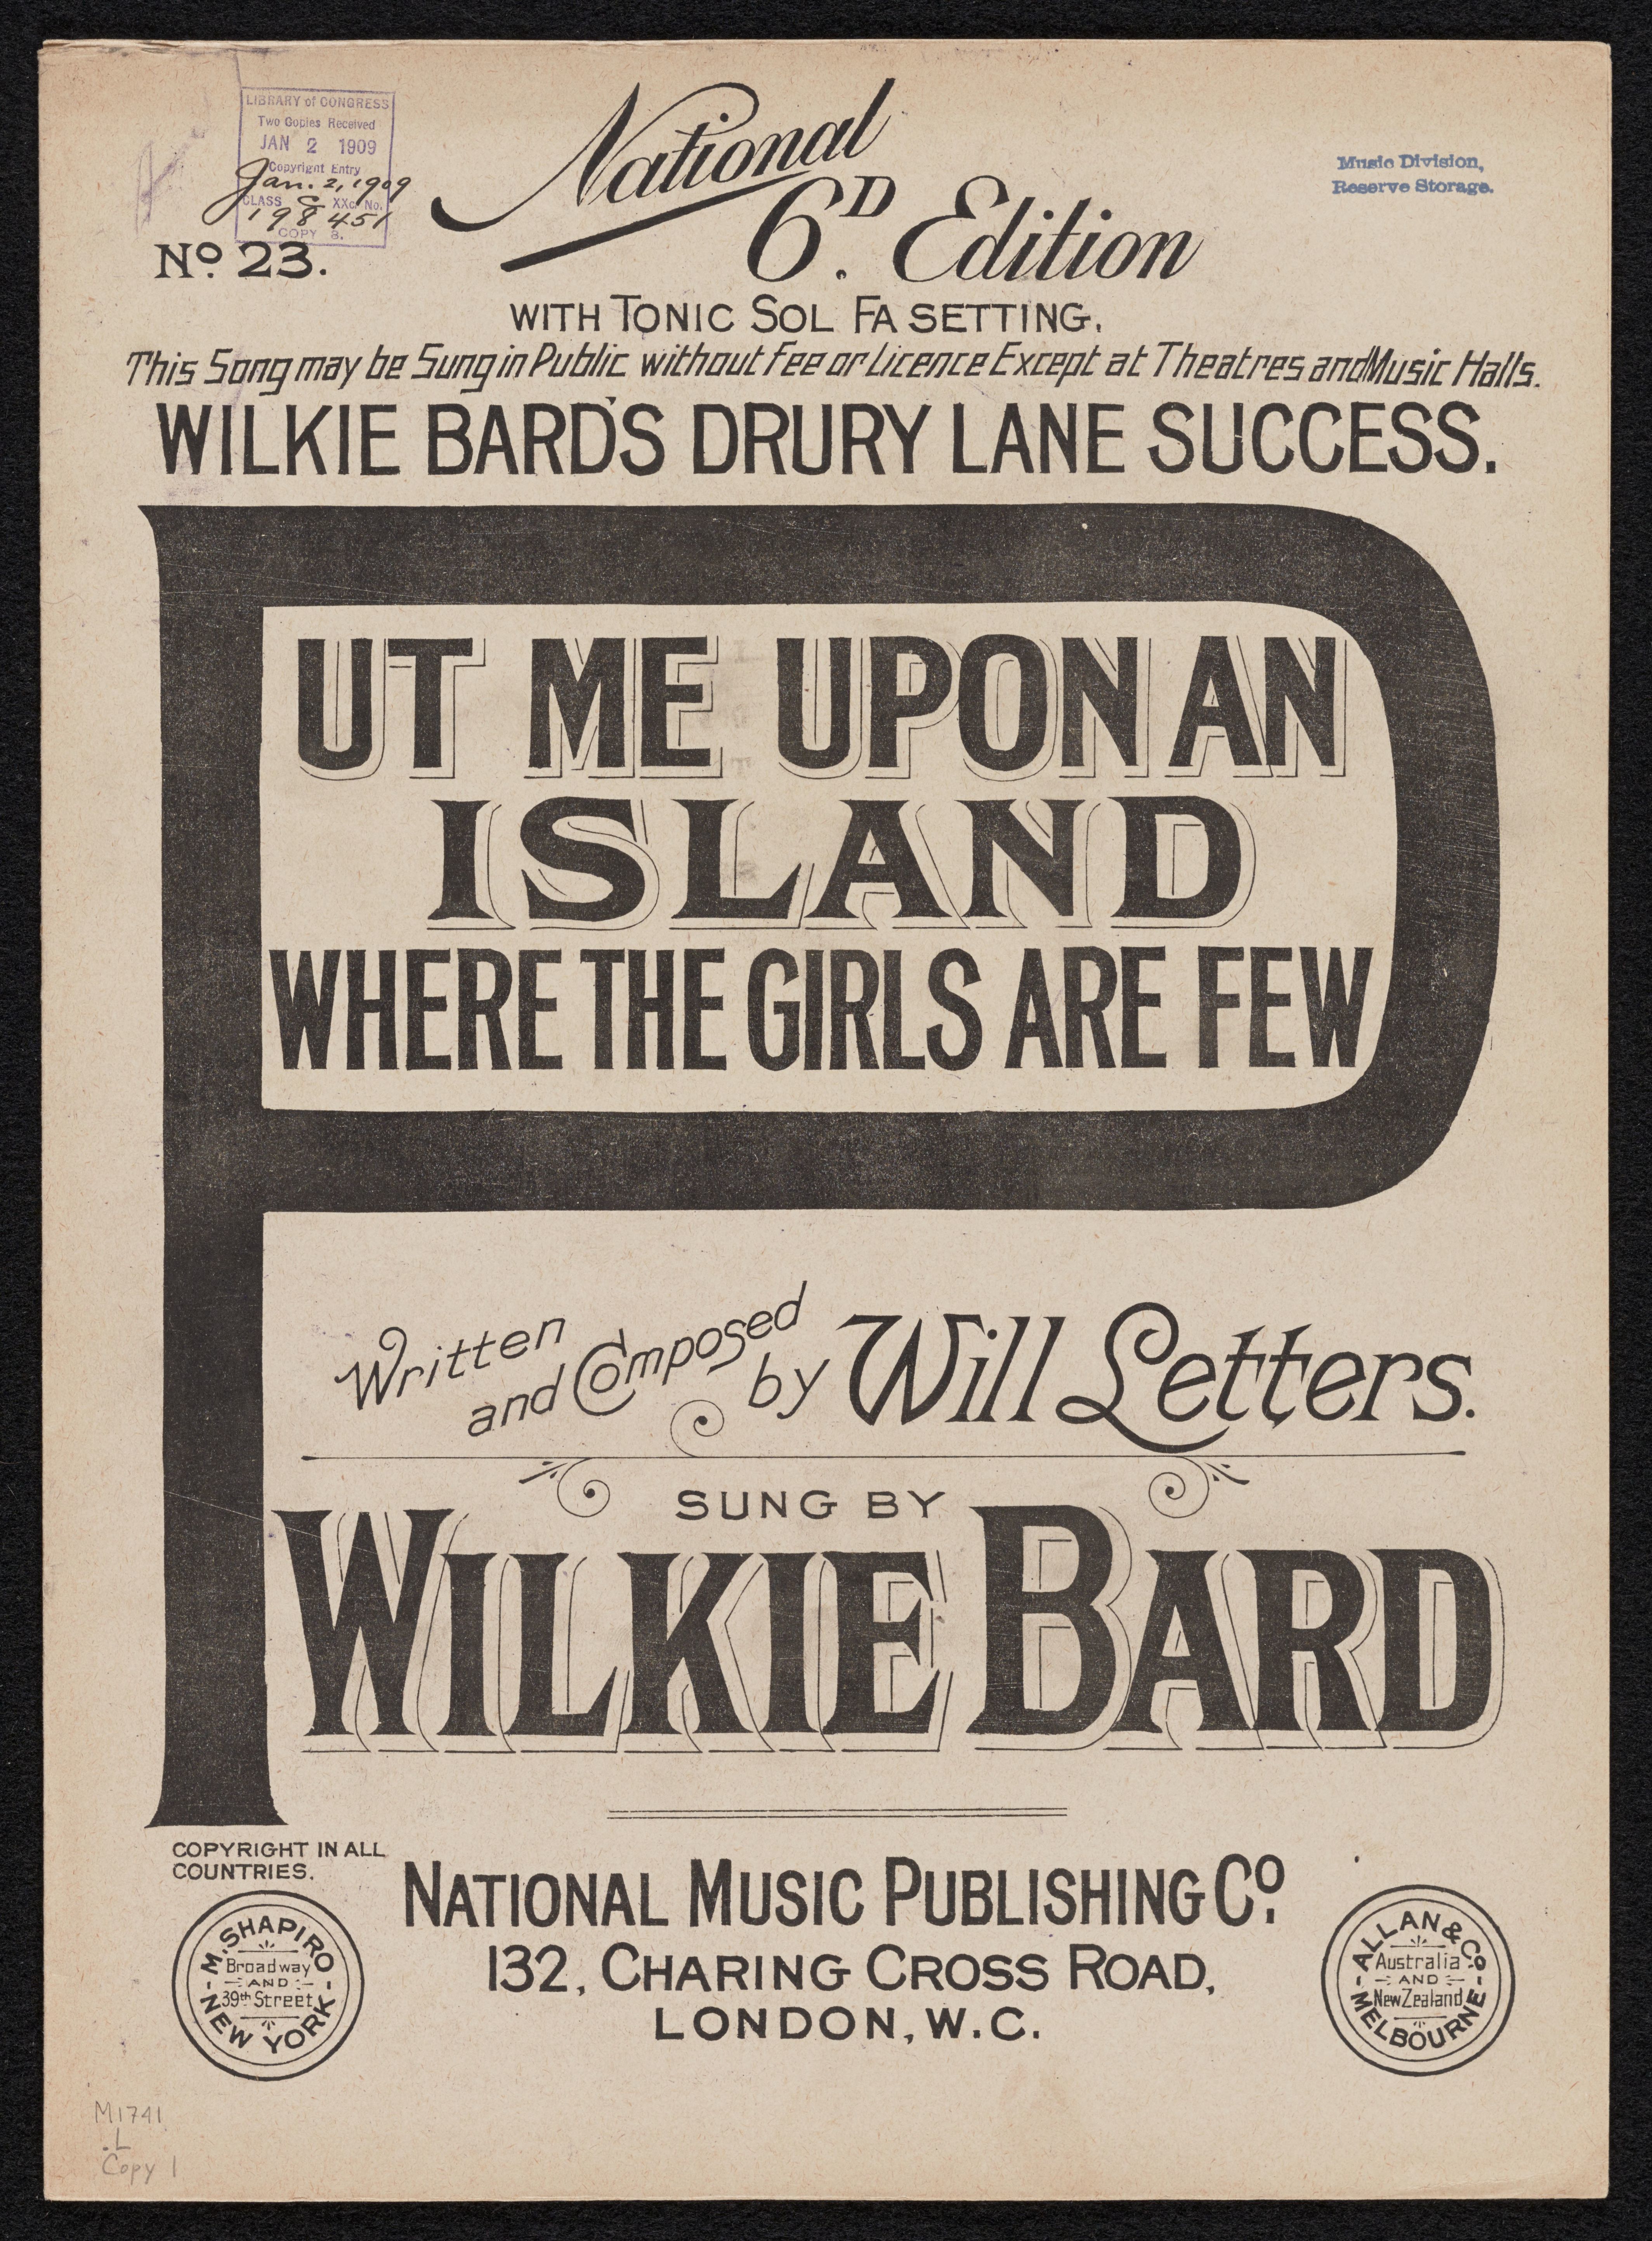 LIBRARY of CONGRESS
Two Copies Received
JAN 2 1909
Copyright Entry
Jan. 2, 1909
CLASS C XXc. No.
198451
COPY B.
Music Division,
Reserve Storage.
National
6D. Edition
No. 23.
WITH TONIC SOL FA SETTING.
This Song may be Sung in Public without Fee or Licence Except at Theatres and Music Halls.
WILKIE BARD'S DRURY LANE SUCCESS.
PUT ME UPON AN
ISLAND
WHERE THE GIRLS ARE FEW
Written
and Composed
by Will Letters.
SUNG BY
WILKIE BARD
COPYRIGHT IN ALL
COUNTRIES.
NATIONAL MUSIC PUBLISHING Co.
132, CHARING CROSS ROAD,
LONDON, W.C.
M. SHAPIRO
Broadway
AND
39th Street
NEW YORK
ALLAN & Co
Australia
AND
New Zealand
MELBOURNE
M1741
.L
Copy 1